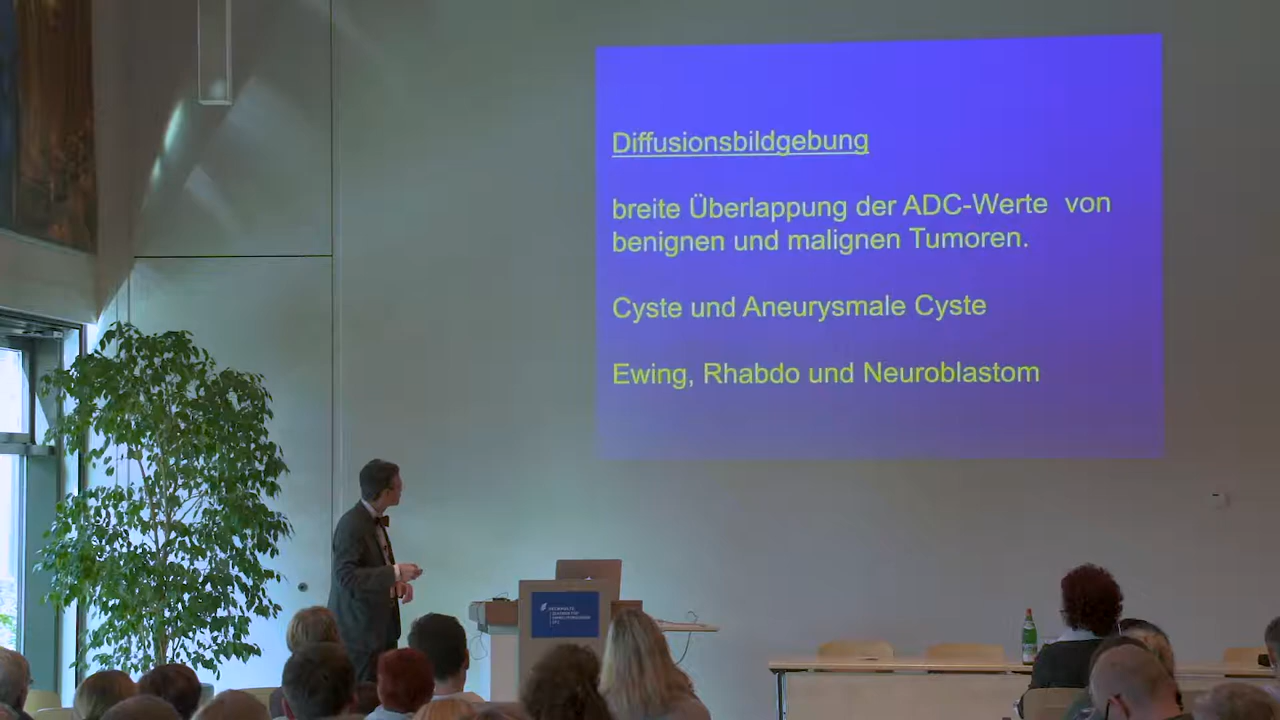 Diffusionsbildgebung
breite Überlappung der ADC-Werte von
benignen und malignen Tumoren.
Cyste und Aneurysmale Cyste
Ewing, Rhabdo und Neuroblastom